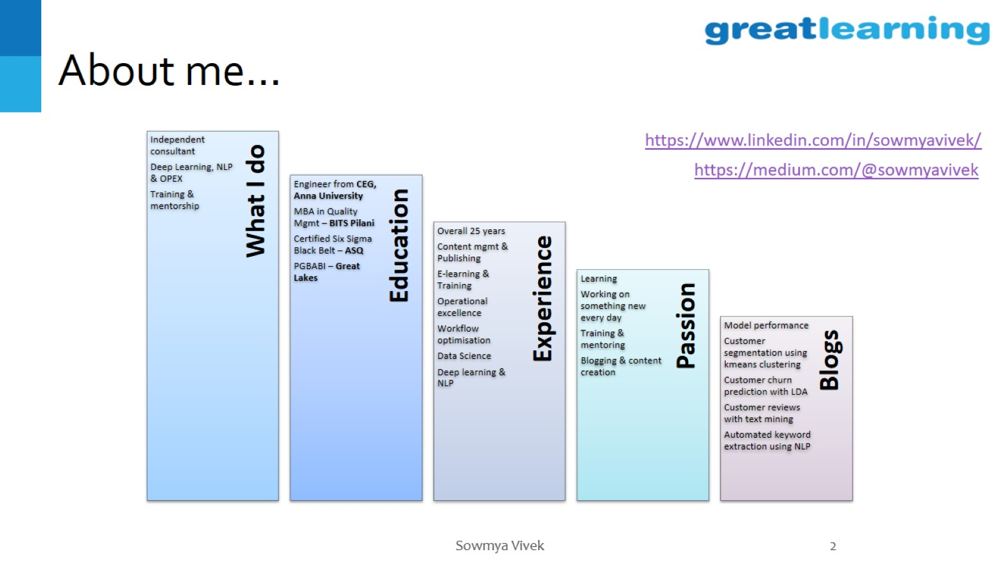 greatlearning
About me...
https://www.linkedin.com/in/sowmyavivek/
https://medium.com/@sowmyavivek
What I do
Independent
consultant
Deep Learning, NLP
& OPEX
Training &
mentorship
Education
Engineer from CEG,
Anna University
MBA in Quality
Mgmt – BITS Pilani
Certified Six Sigma
Black Belt – ASQ
PGBABI – Great
Lakes
Experience
Overall 25 years
Content mgmt &
Publishing
E-learning &
Training
Operational
excellence
Workflow
optimisation
Data Science
Deep learning &
NLP
Passion
Learning
Working on
something new
every day
Training &
mentoring
Blogging & content
creation
Blogs
Model performance
Customer
segmentation using
kmeans clustering
Customer churn
prediction with LDA
Customer reviews
with text mining
Automated keyword
extraction using NLP
Sowmya Vivek
2